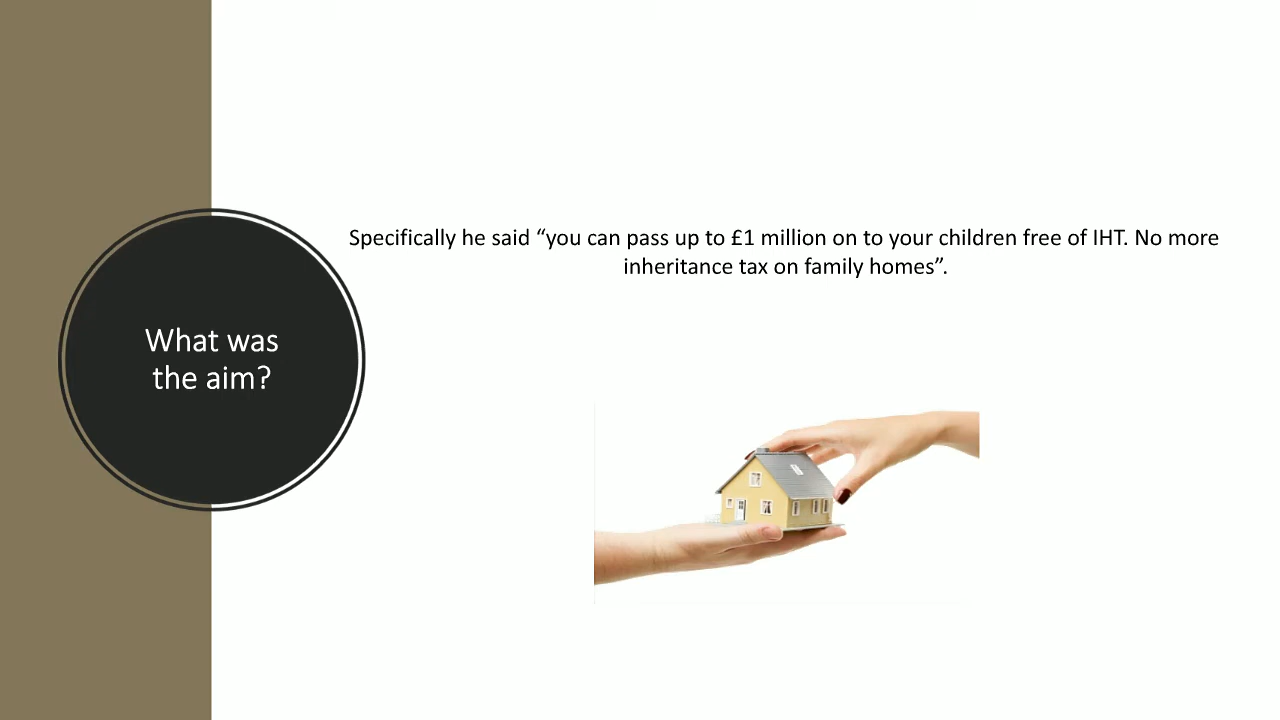 What was
the aim?
Specifically he said “you can pass up to £1 million on to your children free of IHT. No more
inheritance tax on family homes”.